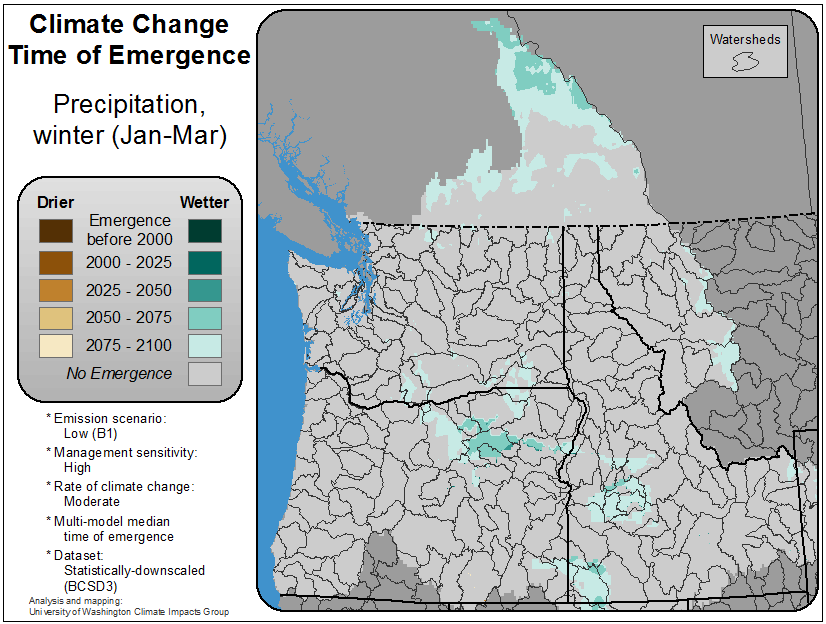 Climate Change
Time of Emergence
Precipitation,
winter (Jan-Mar)
Drier Wetter
Emergence
before 2000
2000 - 2025
2025 - 2050
2050 - 2075
2075 - 2100
No Emergence
* Emission scenario:
Low (B1)
* Management sensitivity:
High
* Rate of climate change:
Moderate
* Multi-model median
time of emergence
* Dataset:
Statistically-downscaled
(BCSD3)
Analysis and mapping:
University of Washington Climate Impacts Group
Watersheds